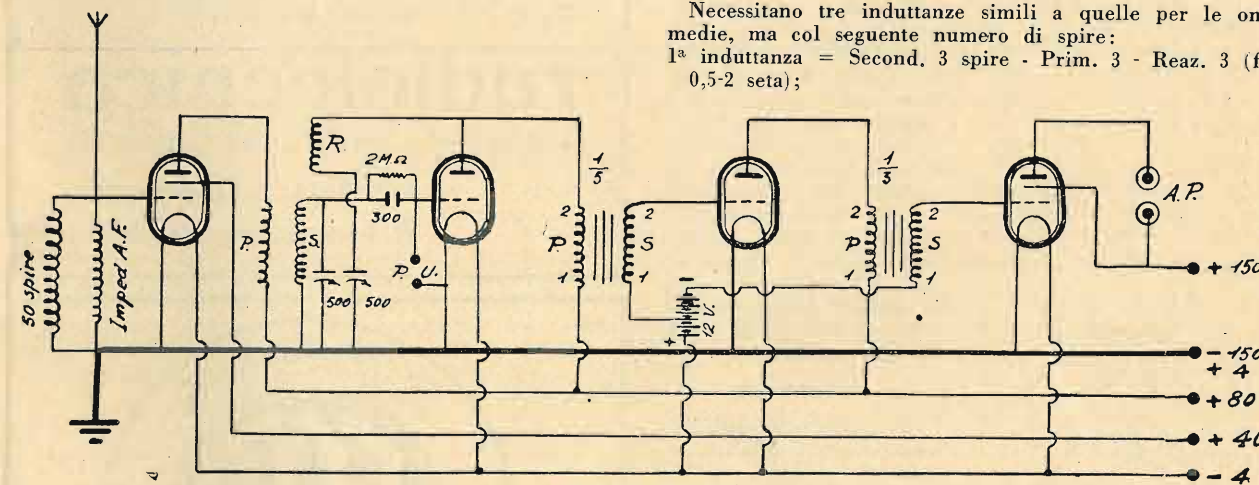 Necessitano tre induttanze simili a quelle per le on
medie, ma col seguente numero di spire:
1ª induttanza = Second. 3 spire - Prim. 3 - Reaz. 3 (f
0,5-2 seta);
50 spire
Imped A.F.
P.
S.
R.
2MΩ
300
500 500
P. U.
1/5
2 2
P S
1 1
12 V.
- +
1/3
2 2
P S
1 1
A.P.
+ 150
- 150
+ 4
+ 80
+ 40
- 4